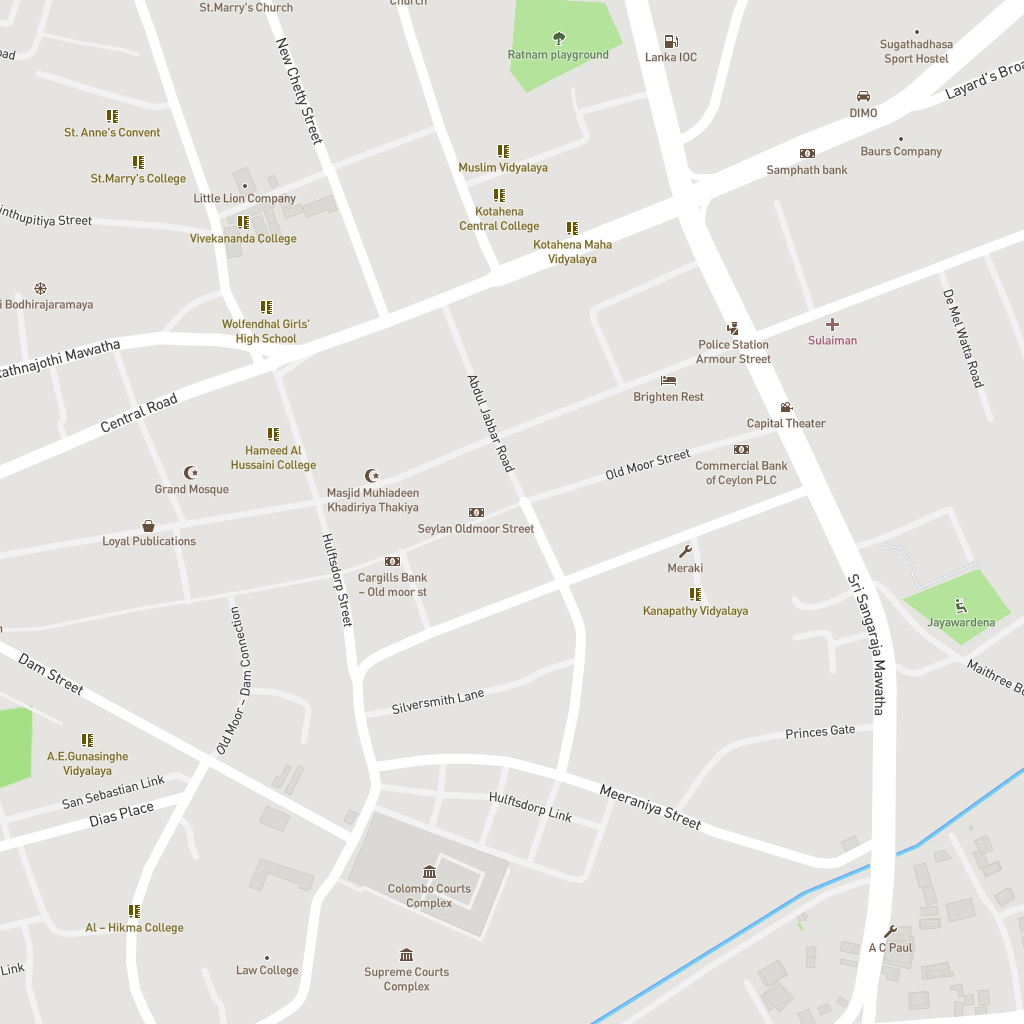 St.Marry's Church
Church
Ratnam playground
Lanka IOC
Sugathadhasa
Sport Hostel
New Chetty Street
Layard's Broa
DIMO
St. Anne's Convent
Baurs Company
Muslim Vidyalaya
Samphath bank
St.Marry's College
Little Lion Company
Kotahena
Central College
inthupitiya Street
Vivekananda College
Kotahena Maha
Vidyalaya
i Bodhirajaramaya
Wolfendhal Girls'
High School
De Mel Watta Road
Police Station
Armour Street
Sulaiman
Rathnajothi Mawatha
Brighten Rest
Central Road
Abdul Jabbar Road
Capital Theater
Hameed Al
Hussaini College
Old Moor Street
Commercial Bank
of Ceylon PLC
Grand Mosque
Masjid Muhiadeen
Khadiriya Thakiya
Seylan Oldmoor Street
Loyal Publications
Hulftsdorp Street
Meraki
Cargills Bank
– Old moor st
Kanapathy Vidyalaya
Sri Sangaraja Mawatha
Jayawardena
Old Moor – Dam Connection
Dam Street
Maithree Bo
Silversmith Lane
Princes Gate
A.E.Gunasinghe
Vidyalaya
San Sebastian Link
Dias Place
Hulftsdorp Link
Meeraniya Street
Colombo Courts
Complex
Al – Hikma College
A C Paul
Link
Law College
Supreme Courts
Complex